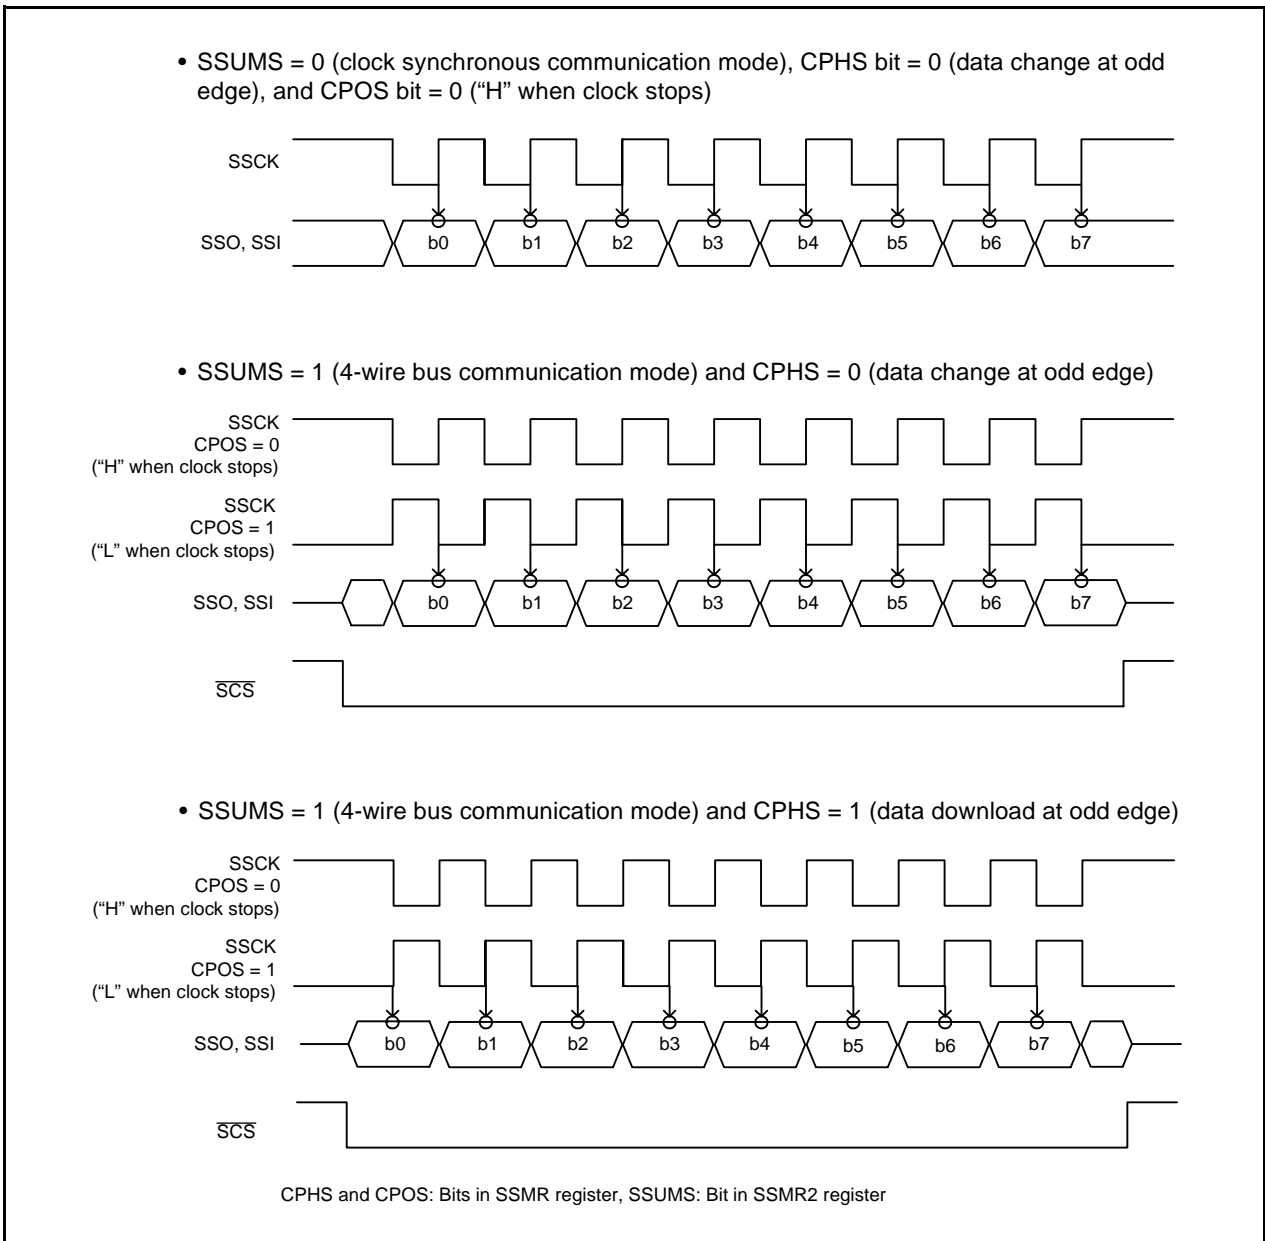 • SSUMS = 0 (clock synchronous communication mode), CPHS bit = 0 (data change at odd
edge), and CPOS bit = 0 (“H” when clock stops)
SSCK
SSO, SSI
b0 b1 b2 b3 b4 b5 b6 b7
• SSUMS = 1 (4-wire bus communication mode) and CPHS = 0 (data change at odd edge)
SSCK
CPOS = 0
(“H” when clock stops)
SSCK
CPOS = 1
(“L” when clock stops)
SSO, SSI
b0 b1 b2 b3 b4 b5 b6 b7
SCS
• SSUMS = 1 (4-wire bus communication mode) and CPHS = 1 (data download at odd edge)
SSCK
CPOS = 0
(“H” when clock stops)
SSCK
CPOS = 1
(“L” when clock stops)
SSO, SSI
b0 b1 b2 b3 b4 b5 b6 b7
SCS
CPHS and CPOS: Bits in SSMR register, SSUMS: Bit in SSMR2 register